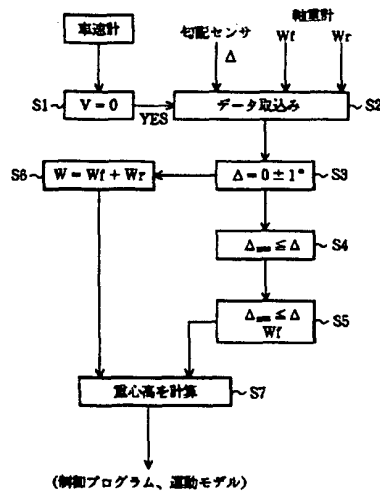 車速計
勾配センサ
Δ
軸重計
Wf Wr
S1 V=0
YES
データ取込み S2
S3 Δ=0±1°
S6 W=Wf+Wr
≦Δ S4
≦Δ
Wf S5
重心高を計算 S7
(制御プログラム、運動モデル)